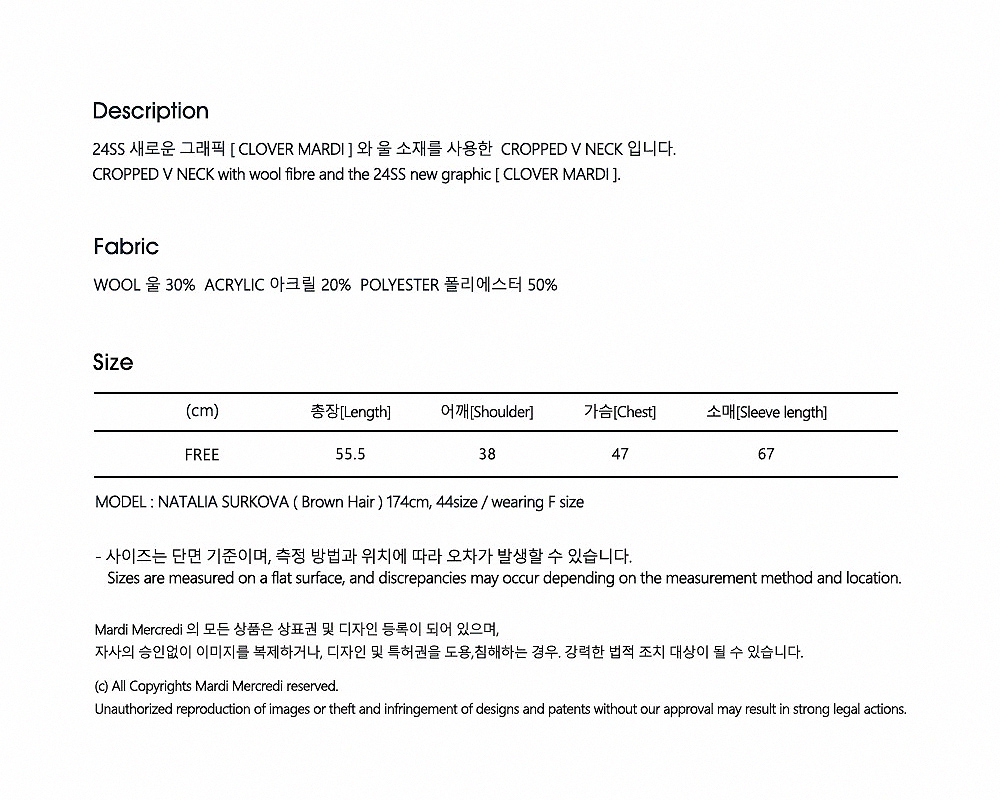 Description
24SS 새로운 그래픽 [ CLOVER MARDI ] 와 울 소재를 사용한 CROPPED V NECK 입니다.
CROPPED V NECK with wool fibre and the 24SS new graphic [ CLOVER MARDI ].
Fabric
WOOL 울 30% ACRYLIC 아크릴 20% POLYESTER 폴리에스터 50%
Size
(cm) 총장[Length] 어깨[Shoulder] 가슴[Chest] 소매[Sleeve length]
FREE 55.5 38 47 67
MODEL : NATALIA SURKOVA ( Brown Hair ) 174cm, 44size / wearing F size
- 사이즈는 단면 기준이며, 측정 방법과 위치에 따라 오차가 발생할 수 있습니다.
Sizes are measured on a flat surface, and discrepancies may occur depending on the measurement method and location.
Mardi Mercredi 의 모든 상품은 상표권 및 디자인 등록이 되어 있으며,
자사의 승인없이 이미지를 복제하거나, 디자인 및 특허권을 도용,침해하는 경우. 강력한 법적 조치 대상이 될 수 있습니다.
(c) All Copyrights Mardi Mercredi reserved.
Unauthorized reproduction of images or theft and infringement of designs and patents without our approval may result in strong legal actions.